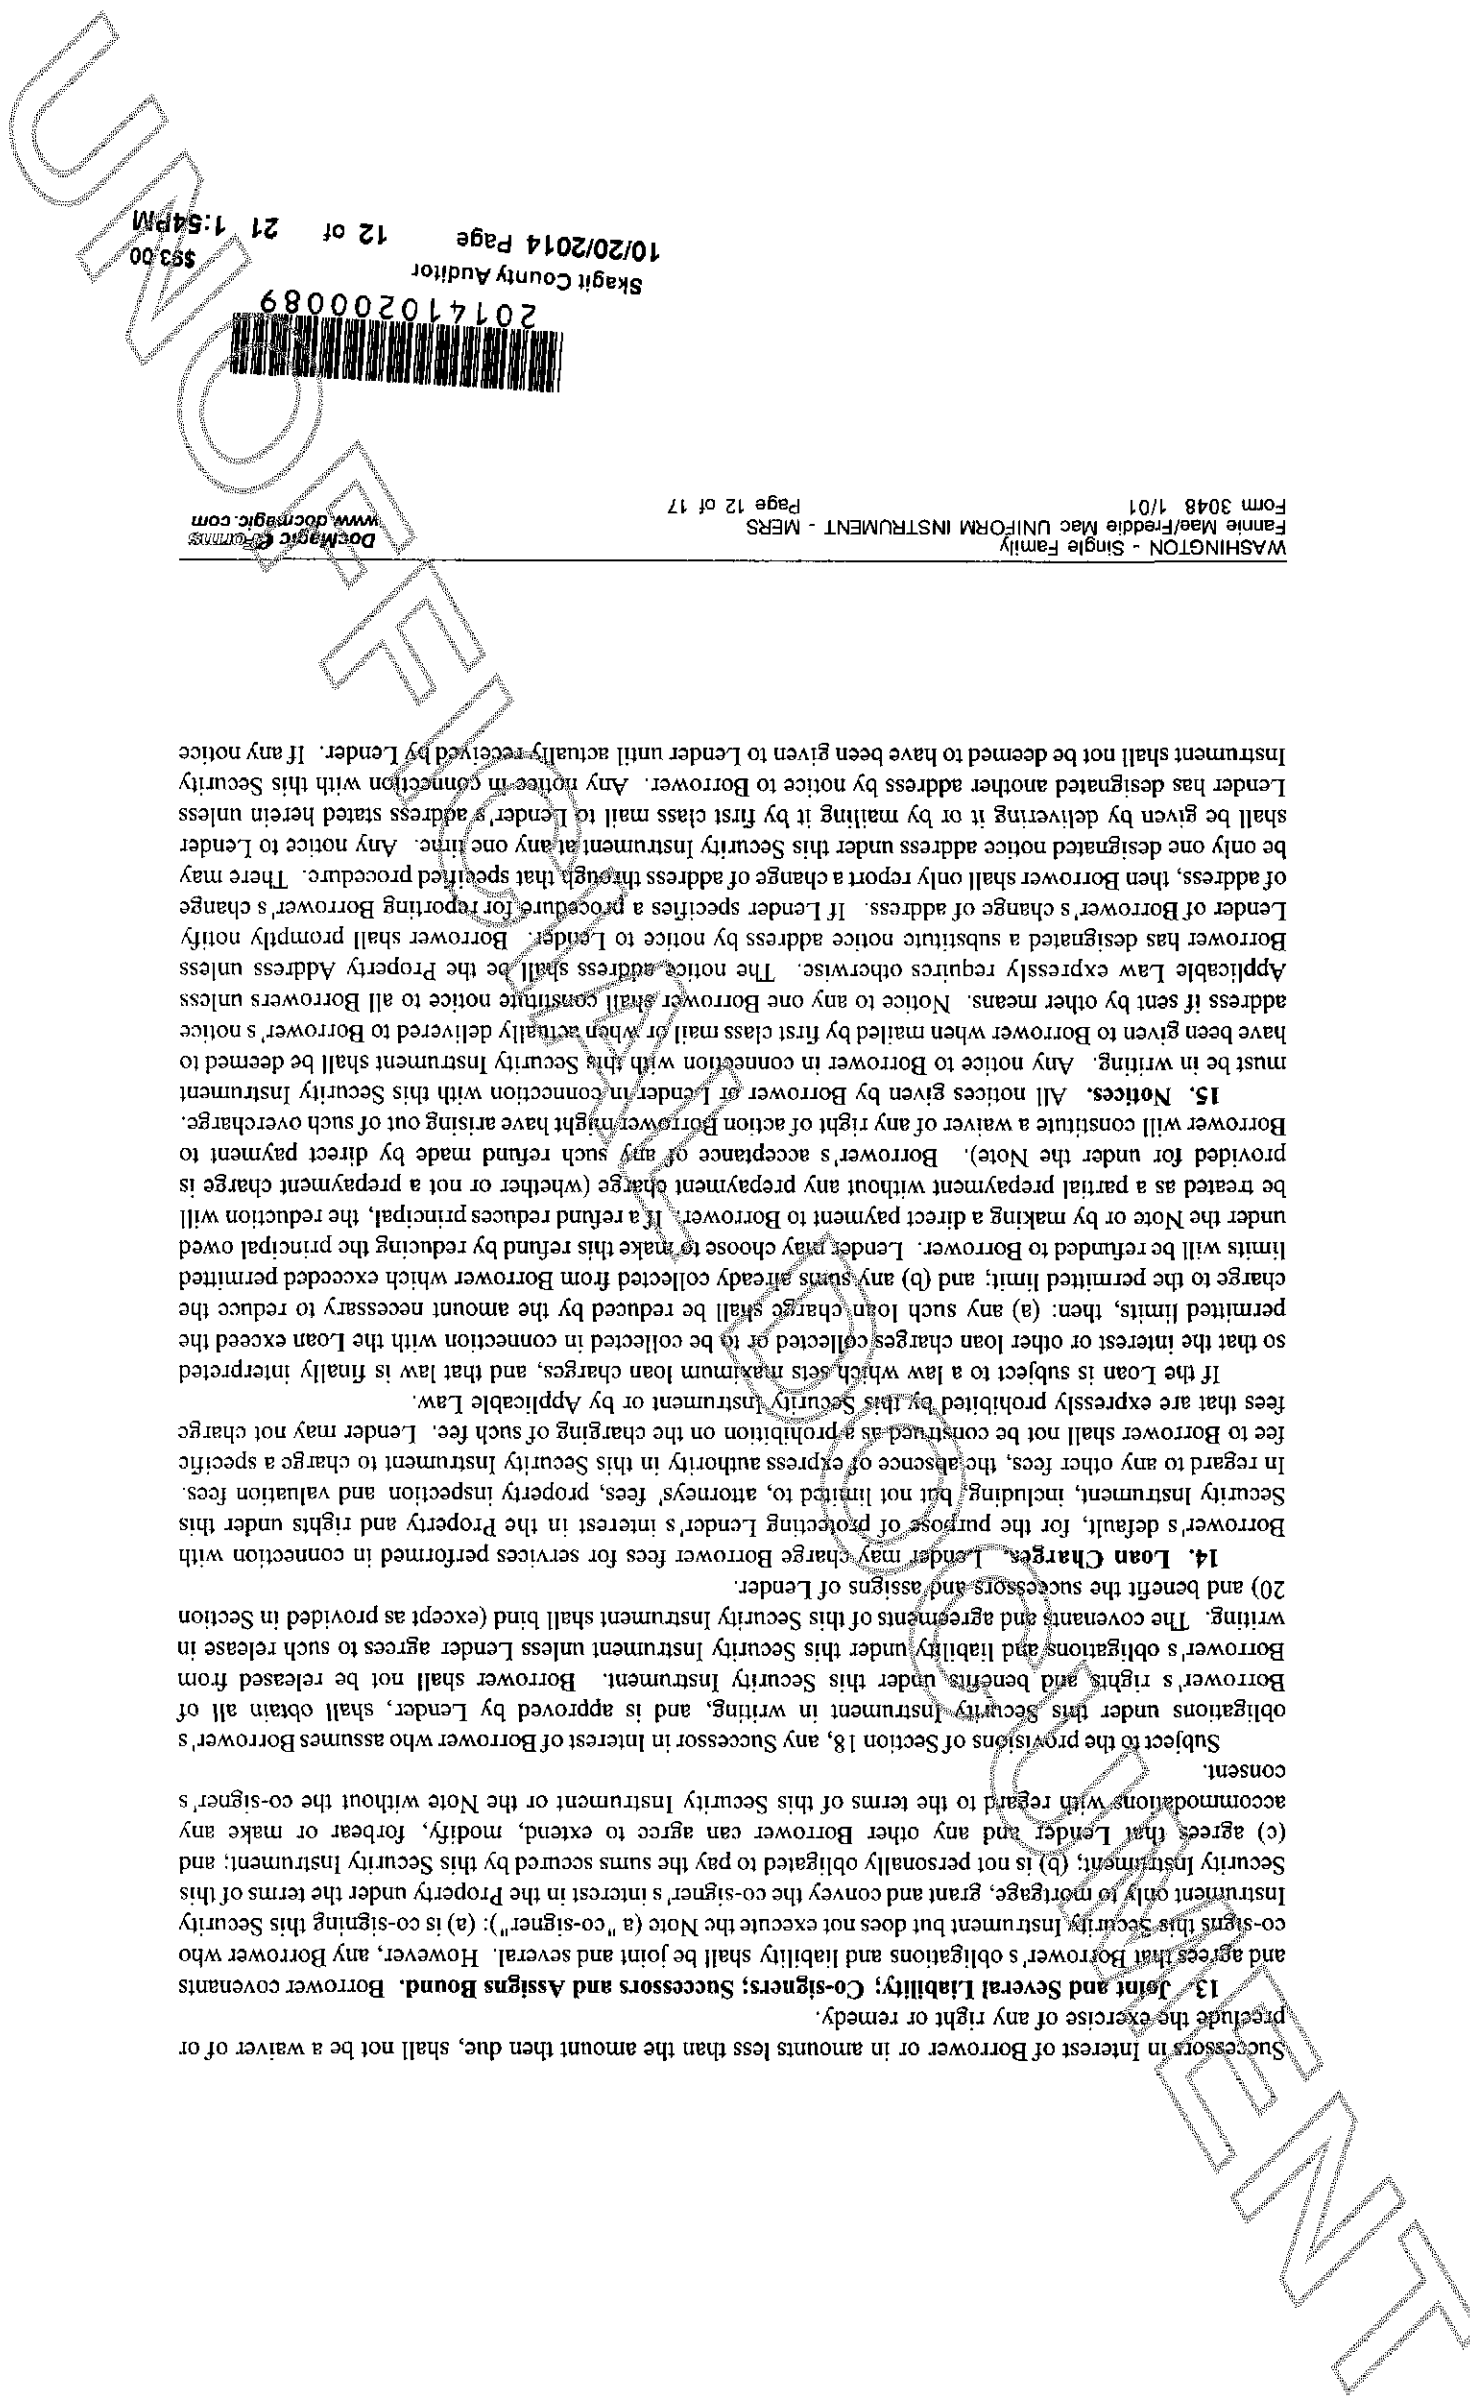 Successors in Interest of Borrower or in amounts less than the amount then due, shall not be a waiver of or
preclude the exercise of any right or remedy.
13. Joint and Several Liability; Co-signers; Successors and Assigns Bound. Borrower covenants
and agrees that Borrower's obligations and liability shall be joint and several. However, any Borrower who
co-signs this Security Instrument but does not execute the Note (a "co-signer"): (a) is co-signing this Security
Instrument only to mortgage, grant and convey the co-signer's interest in the Property under the terms of this
Security Instrument; (b) is not personally obligated to pay the sums secured by this Security Instrument; and
(c) agrees that Lender and any other Borrower can agree to extend, modify, forbear or make any
accommodations with regard to the terms of this Security Instrument or the Note without the co-signer's
consent.
Subject to the provisions of Section 18, any Successor in Interest of Borrower who assumes Borrower's
obligations under this Security Instrument in writing, and is approved by Lender, shall obtain all of
Borrower's rights and benefits under this Security Instrument. Borrower shall not be released from
Borrower's obligations and liability under this Security Instrument unless Lender agrees to such release in
writing. The covenants and agreements of this Security Instrument shall bind (except as provided in Section
20) and benefit the successors and assigns of Lender.
14. Loan Charges. Lender may charge Borrower fees for services performed in connection with
Borrower's default, for the purpose of protecting Lender's interest in the Property and rights under this
Security Instrument, including, but not limited to, attorneys' fees, property inspection and valuation fees.
In regard to any other fees, the absence of express authority in this Security Instrument to charge a specific
fee to Borrower shall not be construed as a prohibition on the charging of such fee. Lender may not charge
fees that are expressly prohibited by this Security Instrument or by Applicable Law.
If the Loan is subject to a law which sets maximum loan charges, and that law is finally interpreted
so that the interest or other loan charges collected or to be collected in connection with the Loan exceed the
permitted limits, then: (a) any such loan charge shall be reduced by the amount necessary to reduce the
charge to the permitted limit; and (b) any sums already collected from Borrower which exceeded permitted
limits will be refunded to Borrower. Lender may choose to make this refund by reducing the principal owed
under the Note or by making a direct payment to Borrower. If a refund reduces principal, the reduction will
be treated as a partial prepayment without any prepayment charge (whether or not a prepayment charge is
provided for under the Note). Borrower's acceptance of any such refund made by direct payment to
Borrower will constitute a waiver of any right of action Borrower might have arising out of such overcharge.
15. Notices. All notices given by Borrower or Lender in connection with this Security Instrument
must be in writing. Any notice to Borrower in connection with this Security Instrument shall be deemed to
have been given to Borrower when mailed by first class mail or when actually delivered to Borrower's notice
address if sent by other means. Notice to any one Borrower shall constitute notice to all Borrowers unless
Applicable Law expressly requires otherwise. The notice address shall be the Property Address unless
Borrower has designated a substitute notice address by notice to Lender. Borrower shall promptly notify
Lender of Borrower's change of address. If Lender specifies a procedure for reporting Borrower's change
of address, then Borrower shall only report a change of address through that specified procedure. There may
be only one designated notice address under this Security Instrument at any one time. Any notice to Lender
shall be given by delivering it or by mailing it by first class mail to Lender's address stated herein unless
Lender has designated another address by notice to Borrower. Any notice in connection with this Security
Instrument shall not be deemed to have been given to Lender until actually received by Lender. If any notice
WASHINGTON - Single Family
Fannie Mae/Freddie Mac UNIFORM INSTRUMENT - MERS
Form 3048 1/01
Page 12 of 17
DocMagic eForms
www.docmagic.com
201410200089
Skagit County Auditor $93.00
10/20/2014 Page 12 of 21 1:54PM
UNOFFICIAL DOCUMENT